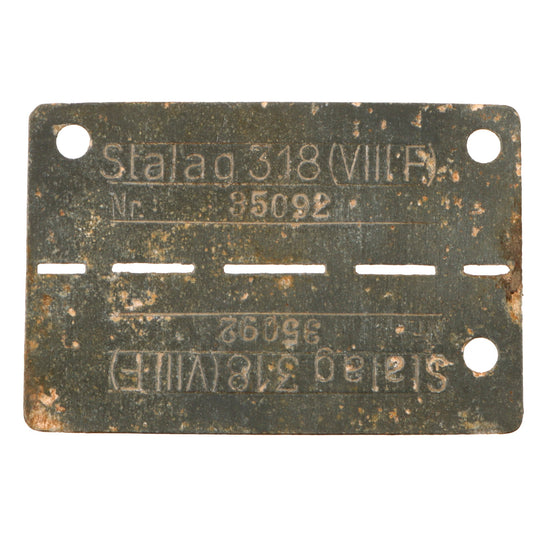 Stalag 318 (VIII F)
Nr. 35092
35092
Stalag 318 (VIII F)